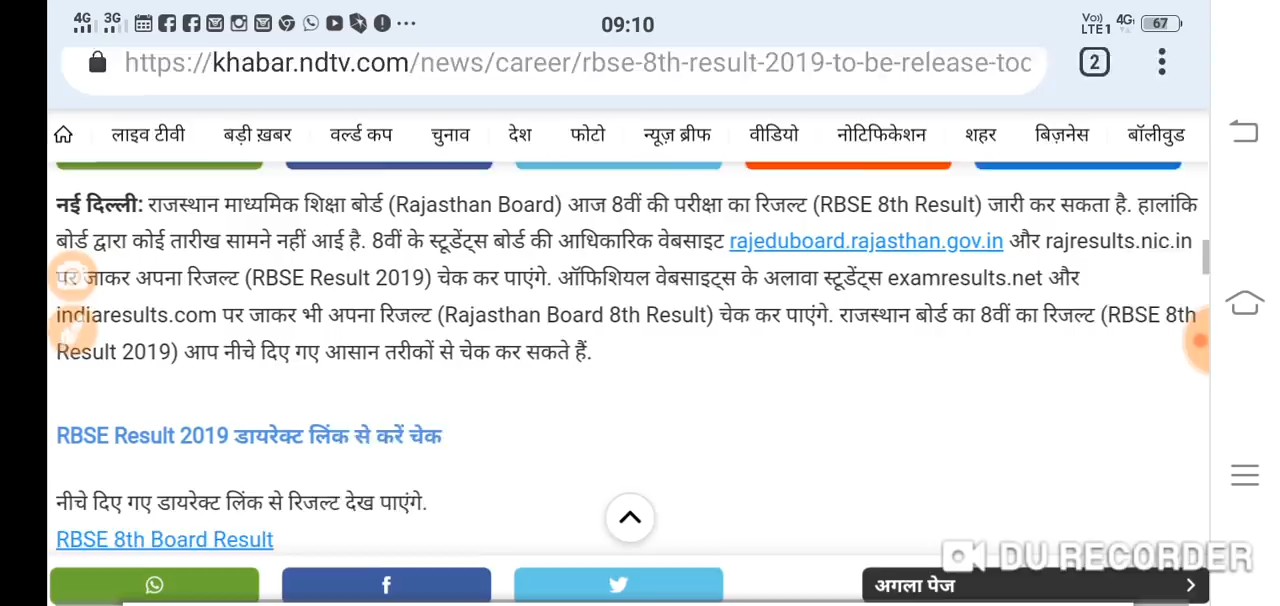 4G 3G 09:10 Vo)) LTE1 4G 67
https://khabar.ndtv.com/news/career/rbse-8th-result-2019-to-be-release-tod 2
लाइव टीवी बड़ी ख़बर वर्ल्ड कप चुनाव देश फोटो न्यूज़ ब्रीफ वीडियो नोटिफिकेशन शहर बिज़नेस बॉलीवुड
नई दिल्ली: राजस्थान माध्यमिक शिक्षा बोर्ड (Rajasthan Board) आज 8वीं की परीक्षा का रिजल्ट (RBSE 8th Result) जारी कर सकता है. हालांकि
बोर्ड द्वारा कोई तारीख सामने नहीं आई है. 8वीं के स्टूडेंट्स बोर्ड की आधिकारिक वेबसाइट rajeduboard.rajasthan.gov.in और rajresults.nic.in
पर जाकर अपना रिजल्ट (RBSE Result 2019) चेक कर पाएंगे. ऑफिशियल वेबसाइट्स के अलावा स्टूडेंट्स examresults.net और
indiaresults.com पर जाकर भी अपना रिजल्ट (Rajasthan Board 8th Result) चेक कर पाएंगे. राजस्थान बोर्ड का 8वीं का रिजल्ट (RBSE 8th
Result 2019) आप नीचे दिए गए आसान तरीकों से चेक कर सकते हैं.
RBSE Result 2019 डायरेक्ट लिंक से करें चेक
नीचे दिए गए डायरेक्ट लिंक से रिजल्ट देख पाएंगे.
RBSE 8th Board Result
DU RECORDER
अगला पेज